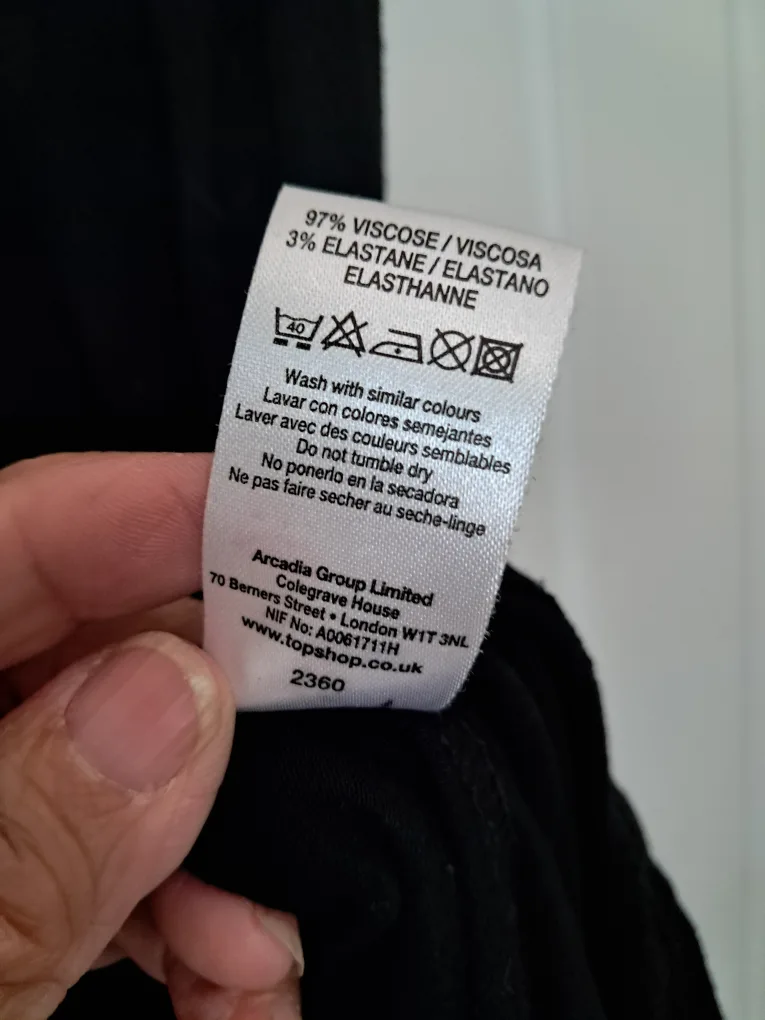 97% VISCOSE / VISCOSA
3% ELASTANE / ELASTANO
ELASTHANNE
40
Wash with similar colours
Lavar con colores semejantes
Laver avec des couleurs semblables
Do not tumble dry
No ponerlo en la secadora
Ne pas faire secher au seche-linge
Arcadia Group Limited
Colegrave House
70 Berners Street • London W1T 3NL
NIF No: A0061711H
www.topshop.co.uk
2360